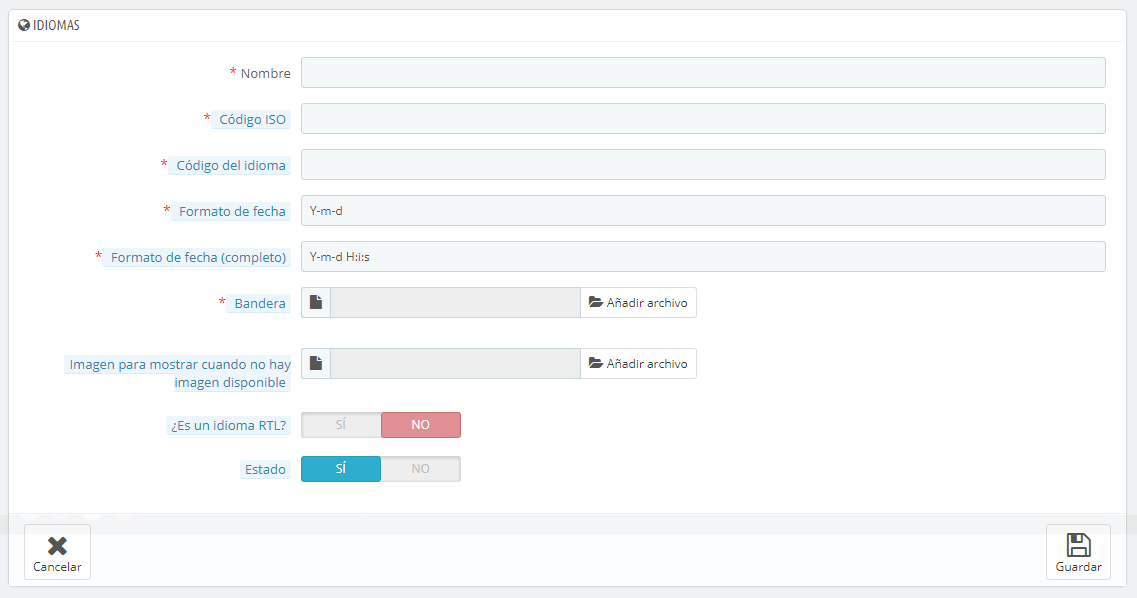 IDIOMAS
* Nombre
* Código ISO
* Código del idioma
* Formato de fecha Y-m-d
* Formato de fecha (completo) Y-m-d H:i:s
* Bandera Añadir archivo
Imagen para mostrar cuando no hay Añadir archivo
imagen disponible
¿Es un idioma RTL? SÍ NO
Estado SÍ NO
Cancelar Guardar